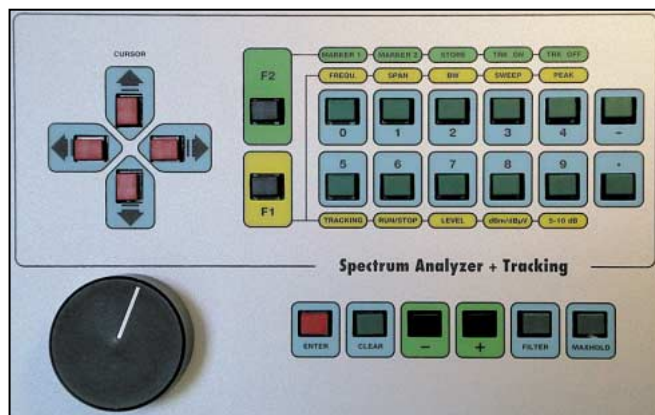 CURSOR
F2
MARKER 1 MARKER 2 STORE TRK ON TRK OFF
FREQU. SPAN BW SWEEP PEAK
0 1 2 3 4 −
5 6 7 8 9 +
F1
TRACKING RUN/STOP LEVEL dBm/dBµV 5-10 dB
Spectrum Analyzer + Tracking
ENTER CLEAR − + FILTER MAXHOLD